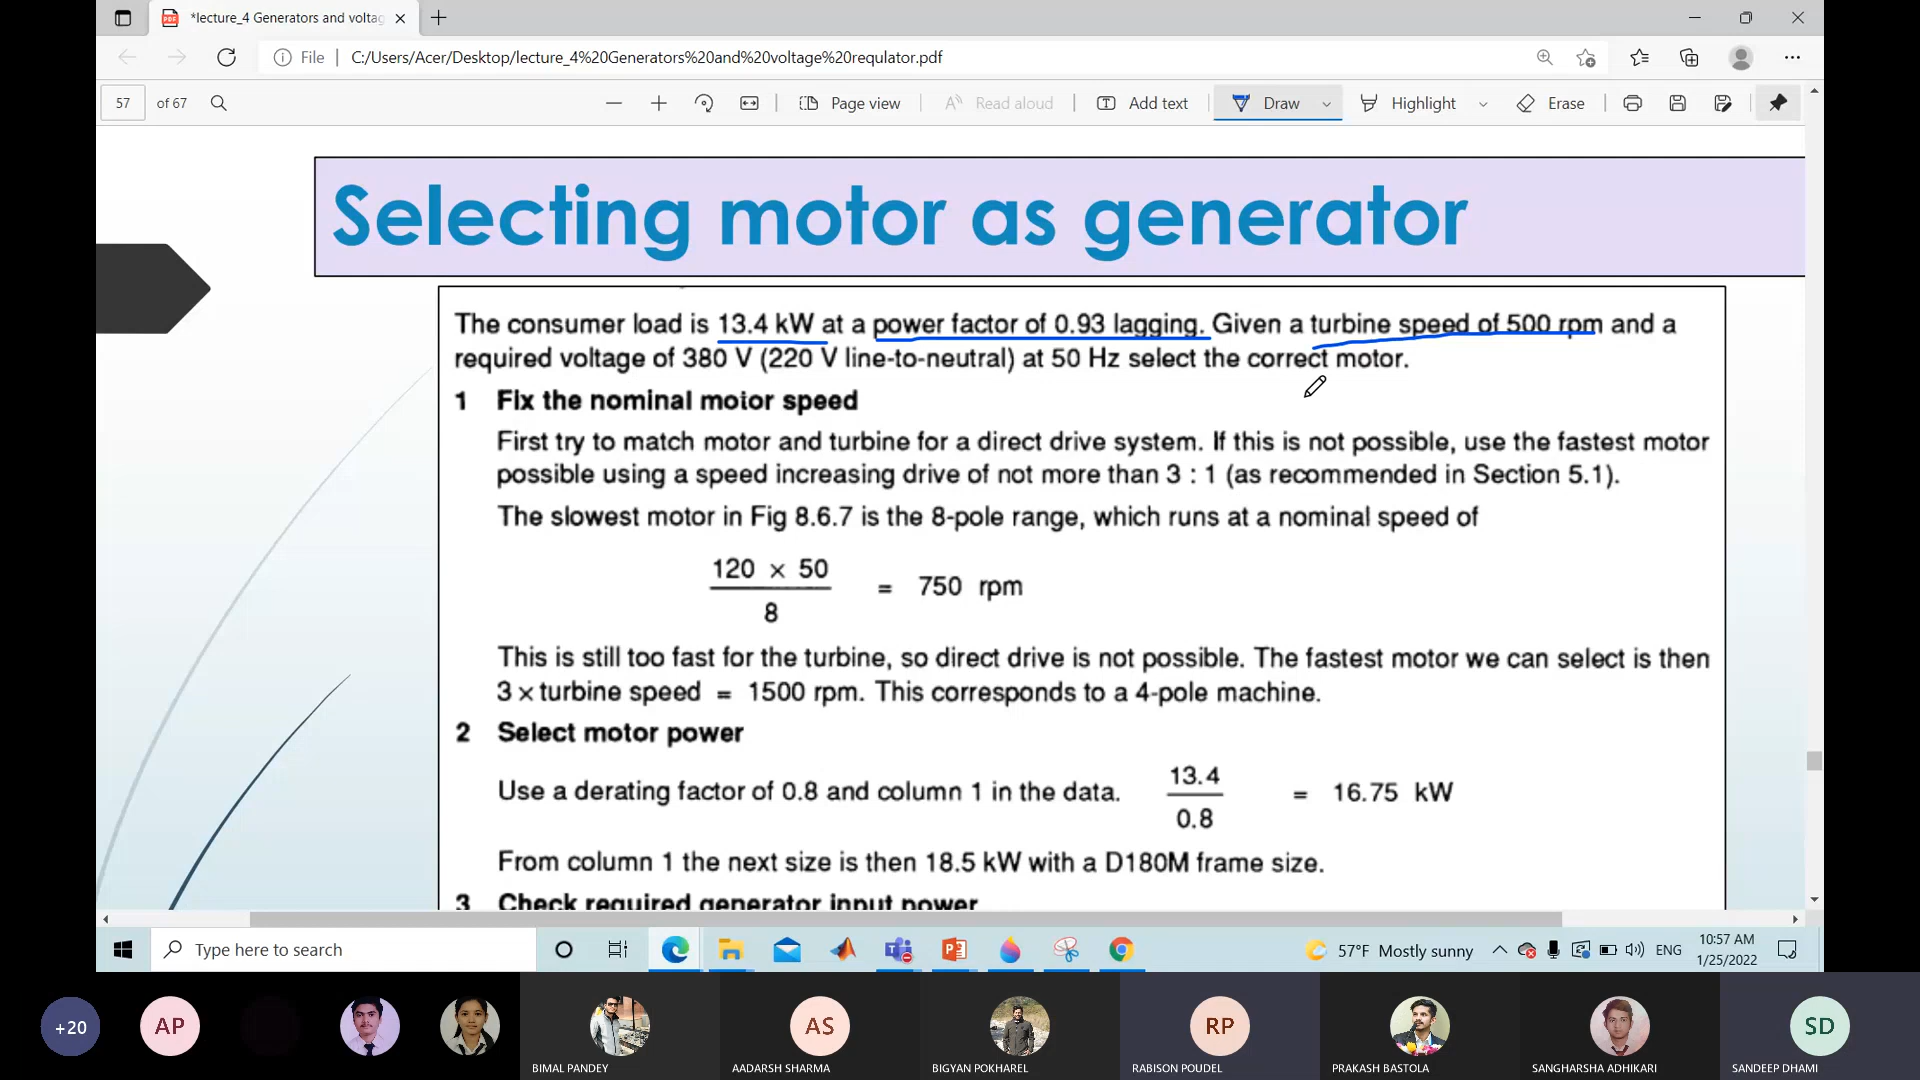 *lecture_4 Generators and voltag
File
C:/Users/Acer/Desktop/lecture_4%20Generators%20and%20voltage%20requlator.pdf
57
of 67
Page view
Read aloud
Add text
Draw
Highlight
Erase
Selecting motor as generator
The consumer load is 13.4 kW at a power factor of 0.93 lagging. Given a turbine speed of 500 rpm and a
required voltage of 380 V (220 V line-to-neutral) at 50 Hz select the correct motor.
1 Fix the nominal motor speed
First try to match motor and turbine for a direct drive system. If this is not possible, use the fastest motor
possible using a speed increasing drive of not more than 3 : 1 (as recommended in Section 5.1).
The slowest motor in Fig 8.6.7 is the 8-pole range, which runs at a nominal speed of
120 × 50
= 750 rpm
8
This is still too fast for the turbine, so direct drive is not possible. The fastest motor we can select is then
3 × turbine speed = 1500 rpm. This corresponds to a 4-pole machine.
2 Select motor power
13.4
Use a derating factor of 0.8 and column 1 in the data. = 16.75 kW
0.8
From column 1 the next size is then 18.5 kW with a D180M frame size.
3 Check required generator input power
Type here to search
57°F Mostly sunny
ENG
10:57 AM
1/25/2022
+20
AP
AS
RP
SD
BIMAL PANDEY
AADARSH SHARMA
BIGYAN POKHAREL
RABISON POUDEL
PRAKASH BASTOLA
SANGHARSHA ADHIKARI
SANDEEP DHAMI